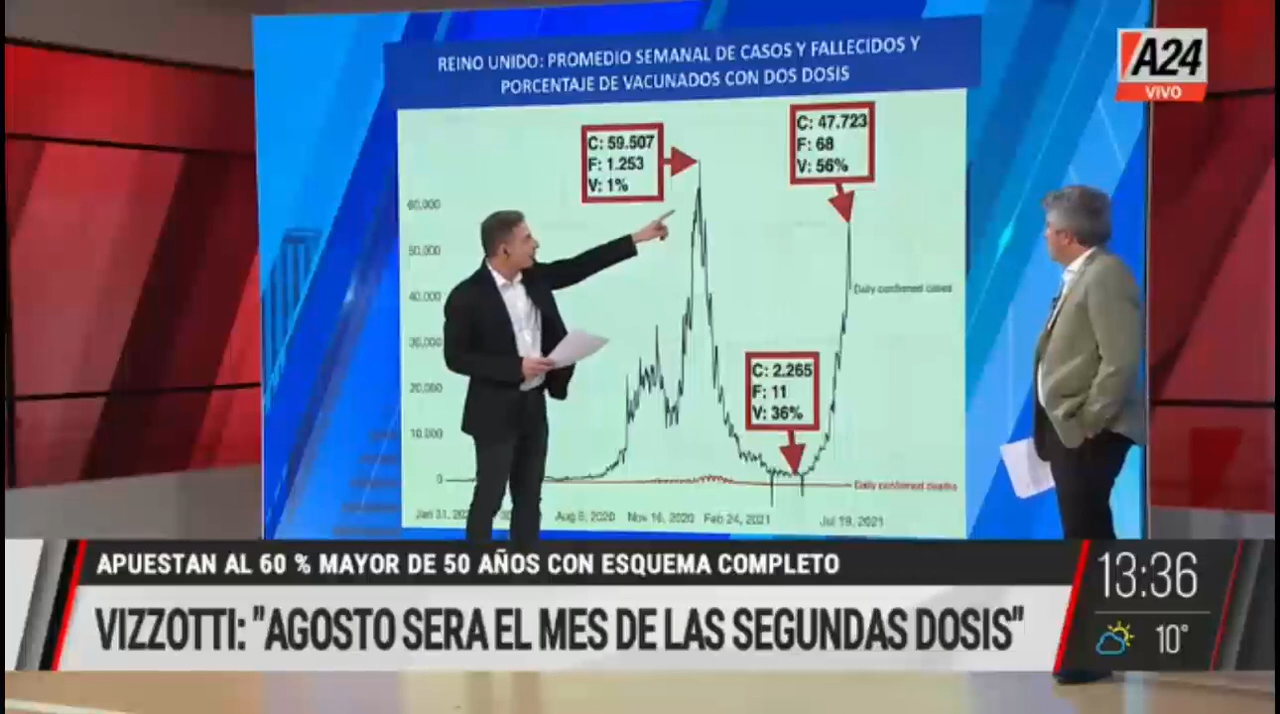 REINO UNIDO: PROMEDIO SEMANAL DE CASOS Y FALLECIDOS Y
PORCENTAJE DE VACUNADOS CON DOS DOSIS
A24
VIVO
C: 59.507
F: 1.253
V: 1%
C: 47.723
F: 68
V: 56%
60,000
50,000
40,000
30,000
20,000
10,000
0
Daily confirmed cases
C: 2.265
F: 11
V: 36%
Daily confirmed deaths
Jan 31,
Aug 8, 2020
Nov 16, 2020
Feb 24, 2021
Jul 19, 2021
APUESTAN AL 60 % MAYOR DE 50 AÑOS CON ESQUEMA COMPLETO
VIZZOTTI: "AGOSTO SERA EL MES DE LAS SEGUNDAS DOSIS"
13:36
10°